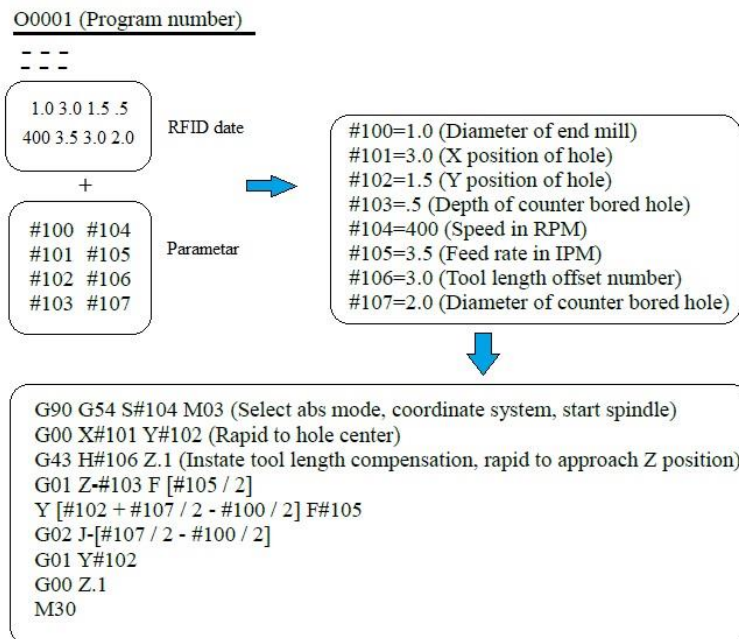 O0001 (Program number)
- - -
- - -
1.0 3.0 1.5 .5
400 3.5 3.0 2.0
RFID date
+
#100 #104
#101 #105
#102 #106
#103 #107
Parametar
#100=1.0 (Diameter of end mill)
#101=3.0 (X position of hole)
#102=1.5 (Y position of hole)
#103=.5 (Depth of counter bored hole)
#104=400 (Speed in RPM)
#105=3.5 (Feed rate in IPM)
#106=3.0 (Tool length offset number)
#107=2.0 (Diameter of counter bored hole)
G90 G54 S#104 M03 (Select abs mode, coordinate system, start spindle)
G00 X#101 Y#102 (Rapid to hole center)
G43 H#106 Z.1 (Instate tool length compensation, rapid to approach Z position)
G01 Z-#103 F [#105 / 2]
Y [#102 + #107 / 2 - #100 / 2] F#105
G02 J-[#107 / 2 - #100 / 2]
G01 Y#102
G00 Z.1
M30